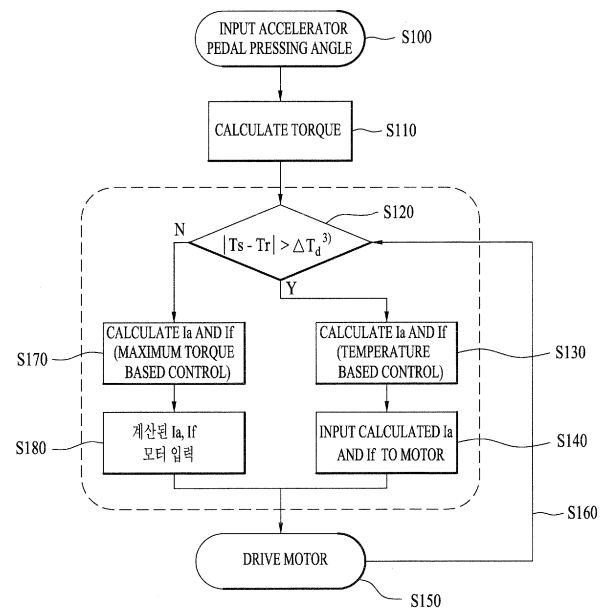 INPUT ACCELERATOR
PEDAL PRESSING ANGLE
S100
CALCULATE TORQUE
S110
S120
|Ts - Tr| > △Td 3)
N
Y
CALCULATE Ia AND If
(MAXIMUM TORQUE
BASED CONTROL)
S170
CALCULATE Ia AND If
(TEMPERATURE
BASED CONTROL)
S130
계산된 Ia, If
모터 입력
S180
INPUT CALCULATED Ia
AND If TO MOTOR
S140
S160
DRIVE MOTOR
S150